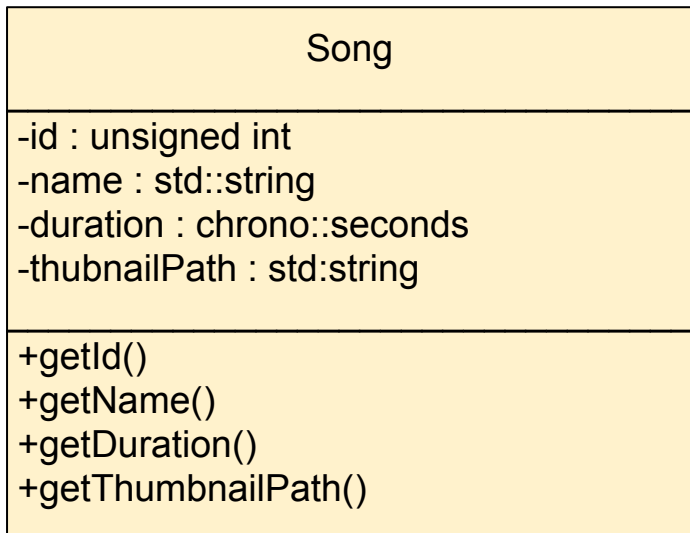 Song
-id : unsigned int
-name : std::string
-duration : chrono::seconds
-thubnailPath : std:string
+getId()
+getName()
+getDuration()
+getThumbnailPath()